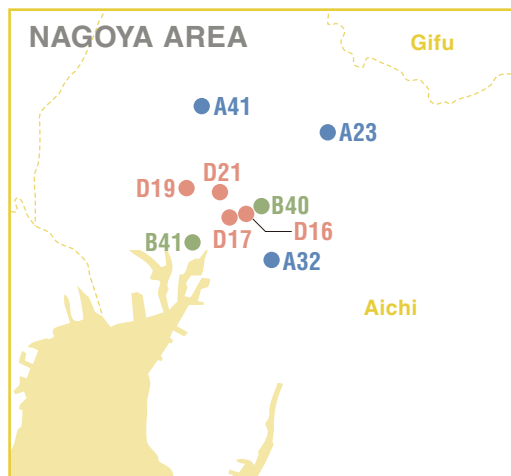 NAGOYA AREA
Gifu
A41
A23
D21
D19
B40
D17
D16
B41
A32
Aichi